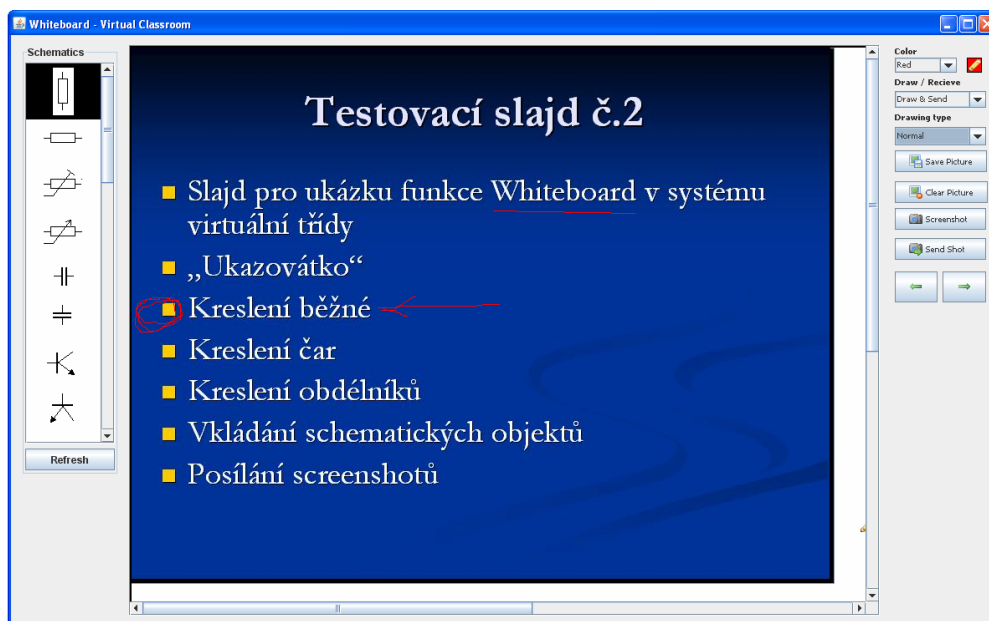 Whiteboard - Virtual Classroom
Schematics
Refresh
Testovací slajd č.2
Slajd pro ukázku funkce Whiteboard v systému
virtuální třídy
„Ukazovátko“
Kreslení běžné
Kreslení čar
Kreslení obdélníků
Vkládání schematických objektů
Posílání screenshotů
Color
Red
Draw / Recieve
Draw & Send
Drawing type
Normal
Save Picture
Clear Picture
Screenshot
Send Shot